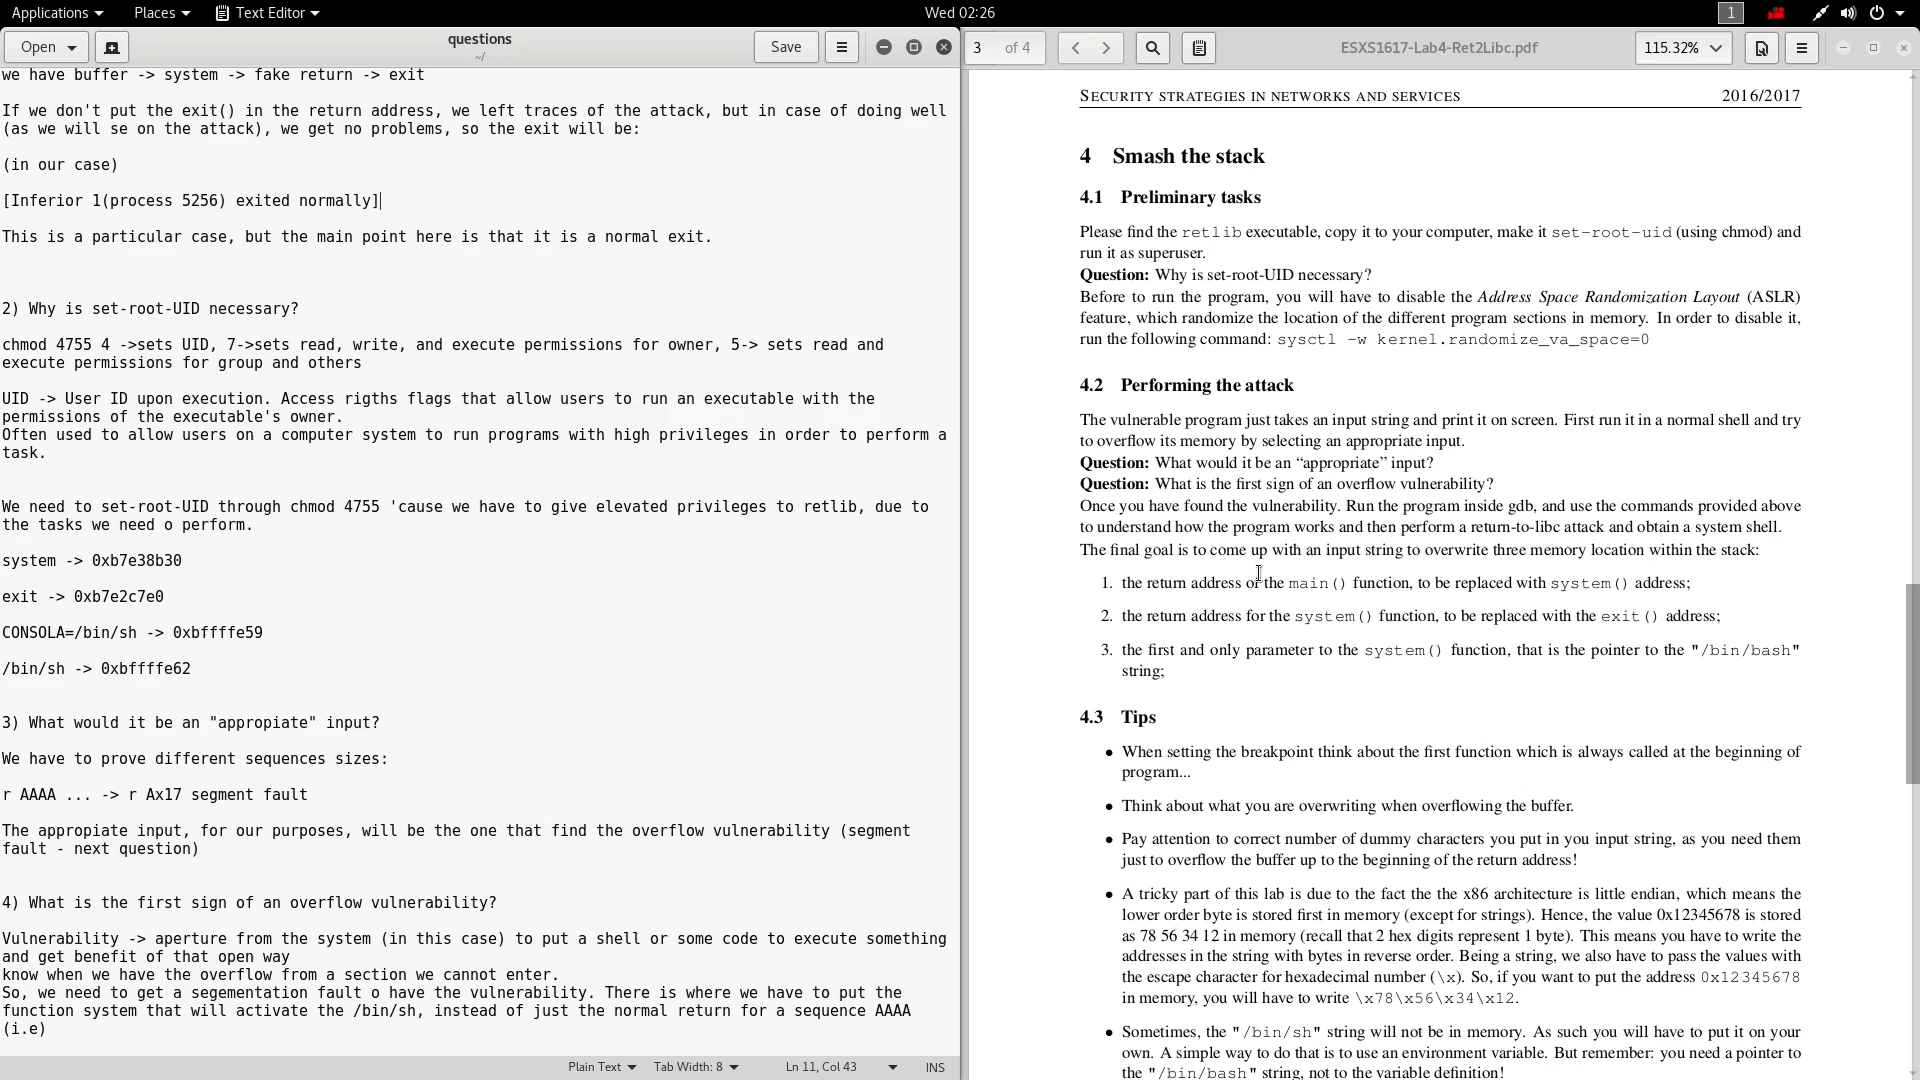 Applications Places Text Editor Wed 02:26 1
Open questions Save
~/
we have buffer -> system -> fake return -> exit
If we don't put the exit() in the return address, we left traces of the attack, but in case of doing well
(as we will se on the attack), we get no problems, so the exit will be:
(in our case)
[Inferior 1(process 5256) exited normally]
This is a particular case, but the main point here is that it is a normal exit.
2) Why is set-root-UID necessary?
chmod 4755 4 ->sets UID, 7->sets read, write, and execute permissions for owner, 5-> sets read and
execute permissions for group and others
UID -> User ID upon execution. Access rigths flags that allow users to run an executable with the
permissions of the executable's owner.
Often used to allow users on a computer system to run programs with high privileges in order to perform a
task.
We need to set-root-UID through chmod 4755 'cause we have to give elevated privileges to retlib, due to
the tasks we need o perform.
system -> 0xb7e38b30
exit -> 0xb7e2c7e0
CONSOLA=/bin/sh -> 0xbffffe59
/bin/sh -> 0xbffffe62
3) What would it be an "appropiate" input?
We have to prove different sequences sizes:
r AAAA ... -> r Ax17 segment fault
The appropiate input, for our purposes, will be the one that find the overflow vulnerability (segment
fault - next question)
4) What is the first sign of an overflow vulnerability?
Vulnerability -> aperture from the system (in this case) to put a shell or some code to execute something
and get benefit of that open way
know when we have the overflow from a section we cannot enter.
So, we need to get a segementation fault o have the vulnerability. There is where we have to put the
function system that will activate the /bin/sh, instead of just the normal return for a sequence AAAA
(i.e)
Plain Text Tab Width: 8 Ln 11, Col 43 INS
3 of 4 ESXS1617-Lab4-Ret2Libc.pdf 115.32%
SECURITY STRATEGIES IN NETWORKS AND SERVICES 2016/2017
4 Smash the stack
4.1 Preliminary tasks
Please find the retlib executable, copy it to your computer, make it set-root-uid (using chmod) and
run it as superuser.
Question: Why is set-root-UID necessary?
Before to run the program, you will have to disable the Address Space Randomization Layout (ASLR)
feature, which randomize the location of the different program sections in memory. In order to disable it,
run the following command: sysctl -w kernel.randomize_va_space=0
4.2 Performing the attack
The vulnerable program just takes an input string and print it on screen. First run it in a normal shell and try
to overflow its memory by selecting an appropriate input.
Question: What would it be an “appropriate” input?
Question: What is the first sign of an overflow vulnerability?
Once you have found the vulnerability. Run the program inside gdb, and use the commands provided above
to understand how the program works and then perform a return-to-libc attack and obtain a system shell.
The final goal is to come up with an input string to overwrite three memory location within the stack:
1. the return address of the main() function, to be replaced with system() address;
2. the return address for the system() function, to be replaced with the exit() address;
3. the first and only parameter to the system() function, that is the pointer to the "/bin/bash"
string;
4.3 Tips
• When setting the breakpoint think about the first function which is always called at the beginning of
program...
• Think about what you are overwriting when overflowing the buffer.
• Pay attention to correct number of dummy characters you put in you input string, as you need them
just to overflow the buffer up to the beginning of the return address!
• A tricky part of this lab is due to the fact the the x86 architecture is little endian, which means the
lower order byte is stored first in memory (except for strings). Hence, the value 0x12345678 is stored
as 78 56 34 12 in memory (recall that 2 hex digits represent 1 byte). This means you have to write the
addresses in the string with bytes in reverse order. Being a string, we also have to pass the values with
the escape character for hexadecimal number (\x). So, if you want to put the address 0x12345678
in memory, you will have to write \x78\x56\x34\x12.
• Sometimes, the "/bin/sh" string will not be in memory. As such you will have to put it on your
own. A simple way to do that is to use an environment variable. But remember: you need a pointer to
the "/bin/bash" string, not to the variable definition!